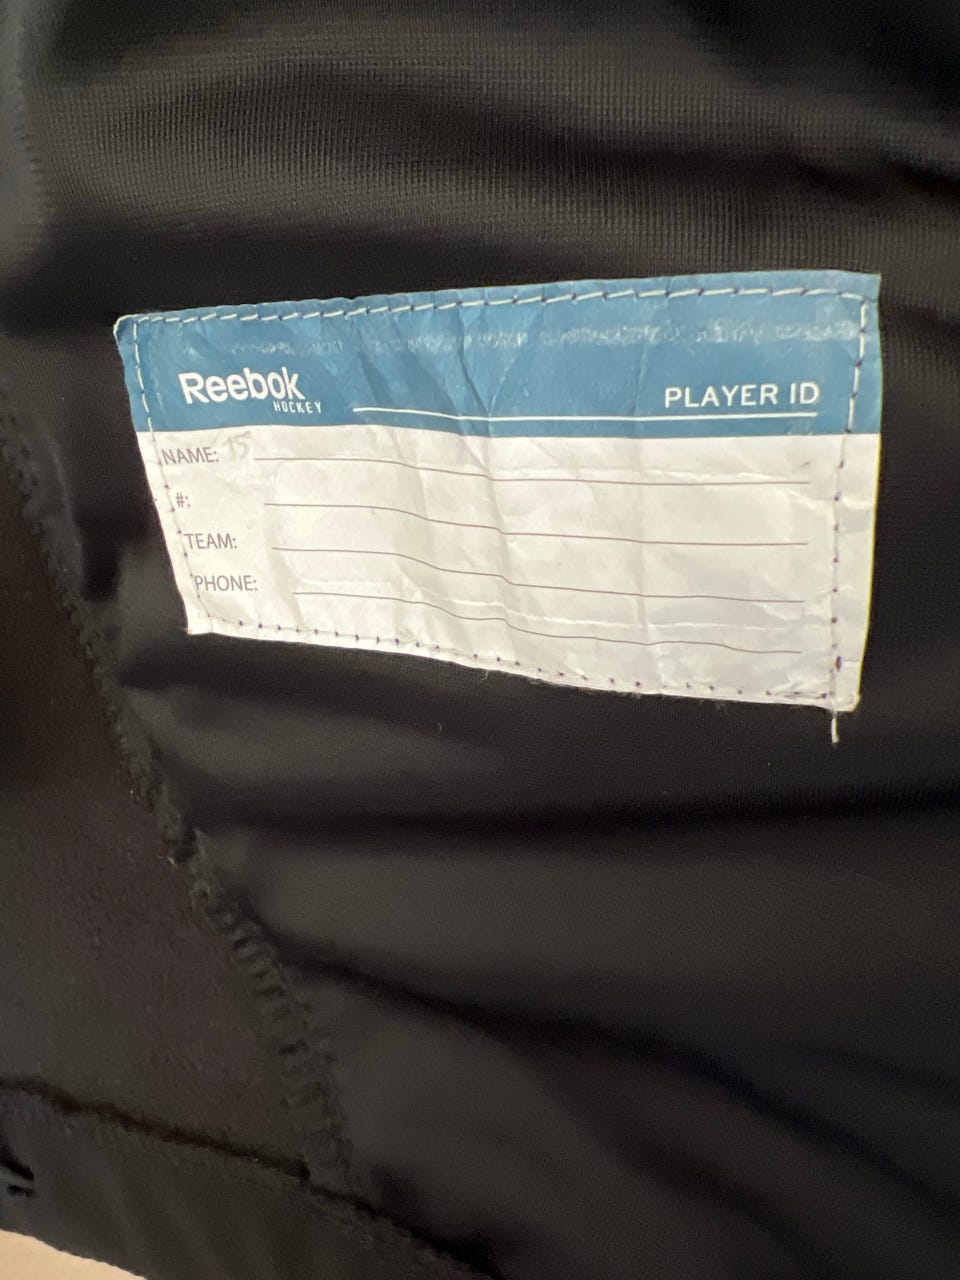 Reebok
HOCKEY
PLAYER ID
NAME: 15
#:
TEAM:
PHONE: